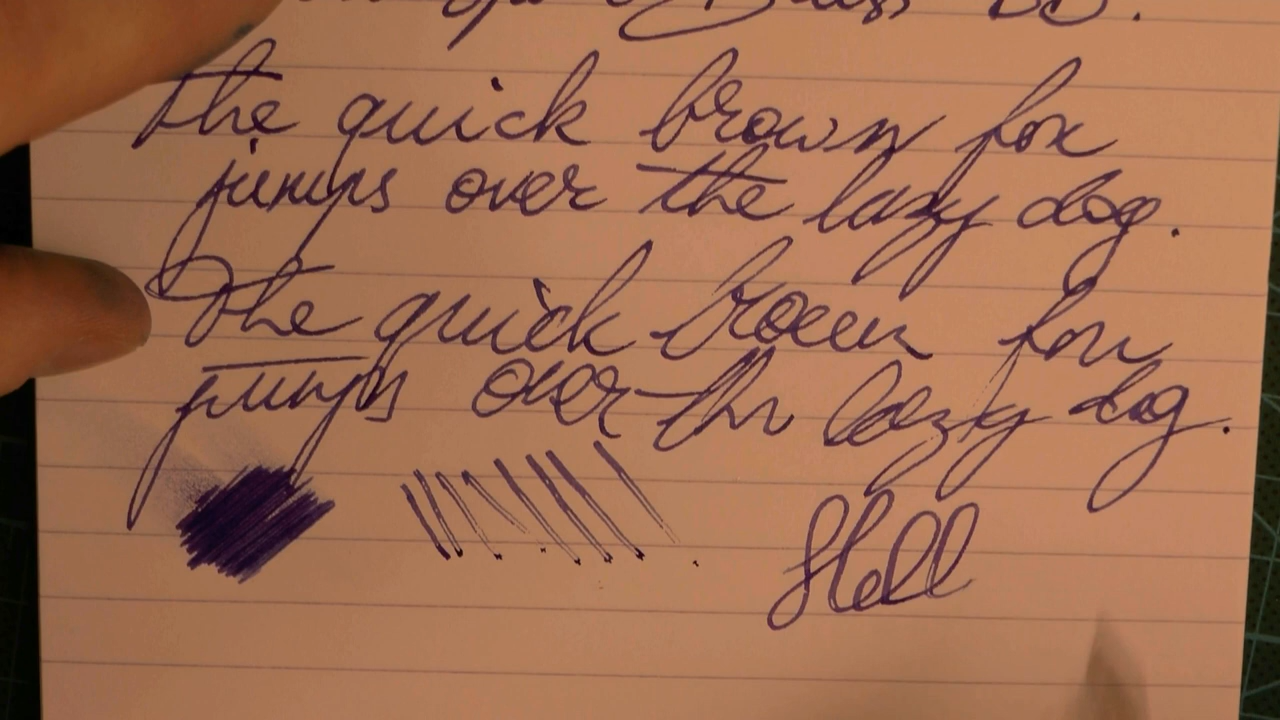 The quick brown fox
jumps over the lazy dog.
The quick brown fox
jumps over the lazy dog.
Hell